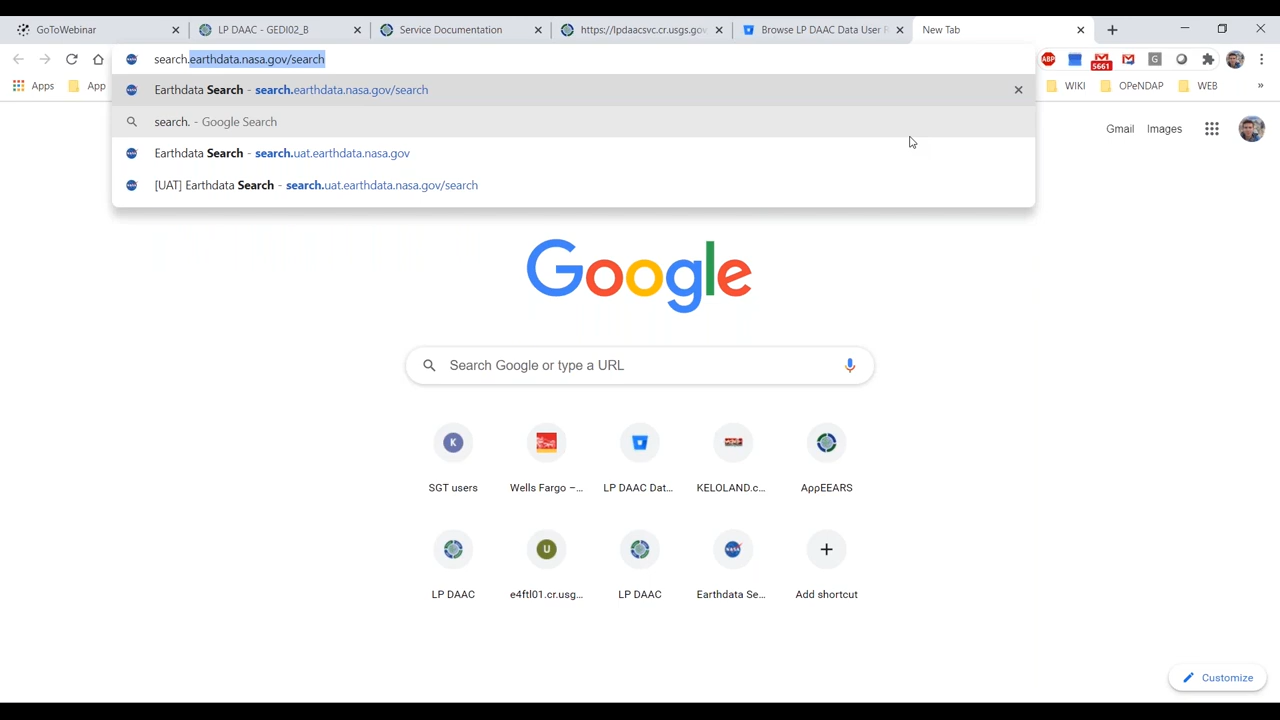 GoToWebinar
LP DAAC - GEDI02_B
Service Documentation
https://lpdaacsvc.cr.usgs.gov
Browse LP DAAC Data User R
New Tab
search.earthdata.nasa.gov/search
ABP
5661
G
Apps
App
Earthdata Search - search.earthdata.nasa.gov/search
WIKI
OPeNDAP
WEB
»
search. - Google Search
Gmail
Images
Earthdata Search - search.uat.earthdata.nasa.gov
[UAT] Earthdata Search - search.uat.earthdata.nasa.gov/search
Google
Search Google or type a URL
K
SGT users
Wells Fargo –...
LP DAAC Dat...
KELOLAND.c...
AppEEARS
U
NASA
LP DAAC
e4ftl01.cr.usg...
LP DAAC
Earthdata Se...
Add shortcut
Customize